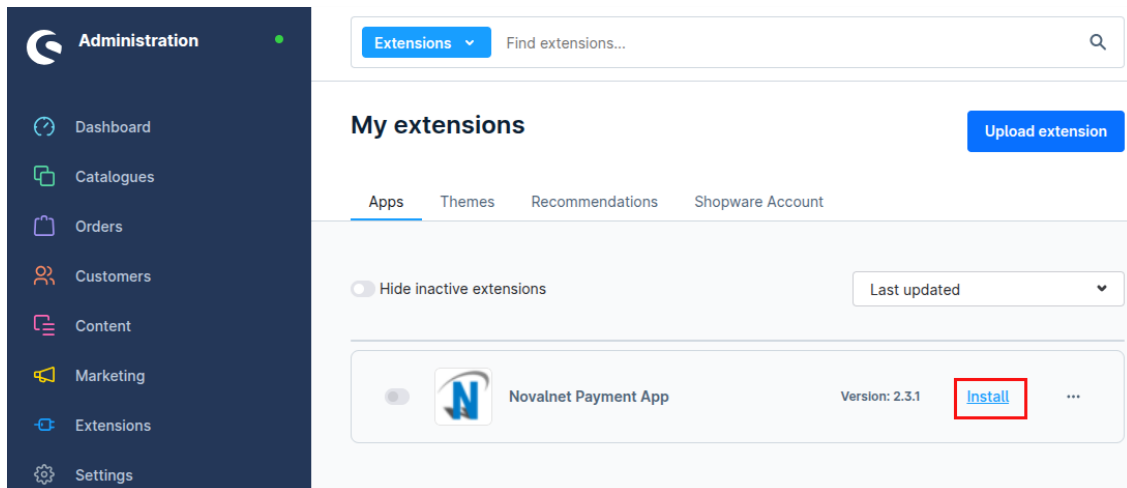 Administration
Dashboard
Catalogues
Orders
Customers
Content
Marketing
Extensions
Settings
Extensions
Find extensions...
My extensions
Upload extension
Apps
Themes
Recommendations
Shopware Account
Hide inactive extensions
Last updated
N
Novalnet Payment App
Version: 2.3.1
Install